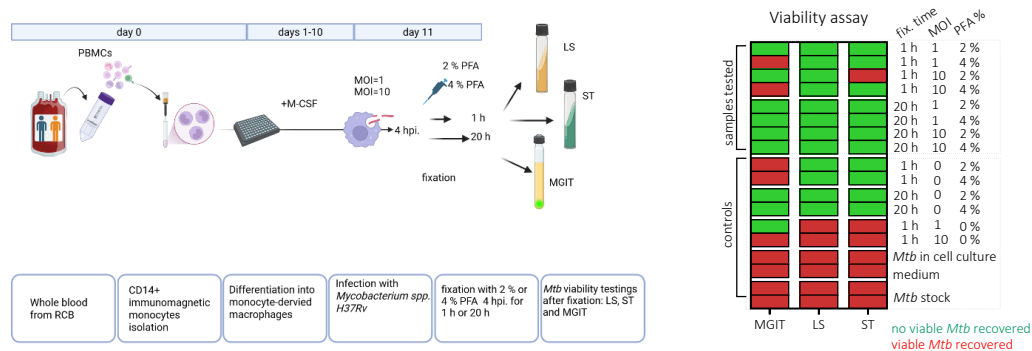 day 0
days 1-10
day 11
PBMCs
+M-CSF
MOI=1
MOI=10
4 hpi.
2 % PFA
4 % PFA
1 h
20 h
fixation
LS
ST
MGIT
Whole blood
from RCB
CD14+
immunomagnetic
monocytes
isolation
Differentiation into
monocyte-dervied
macrophages
Infection with
Mycobacterium spp.
H37Rv
fixation with 2 % or
4 % PFA 4 hpi. for
1 h or 20 h
Mtb viability testings
after fixation: LS, ST
and MGIT
Viability assay
fix. time MOI PFA %
samples tested
1 h 1 2 %
1 h 1 4 %
1 h 10 2 %
1 h 10 4 %
20 h 1 2 %
20 h 1 4 %
20 h 10 2 %
20 h 10 4 %
controls
1 h 0 2 %
1 h 0 4 %
20 h 0 2 %
20 h 0 4 %
1 h 1 0 %
1 h 10 0 %
Mtb in cell culture
medium
Mtb stock
MGIT LS ST
no viable Mtb recovered
viable Mtb recovered